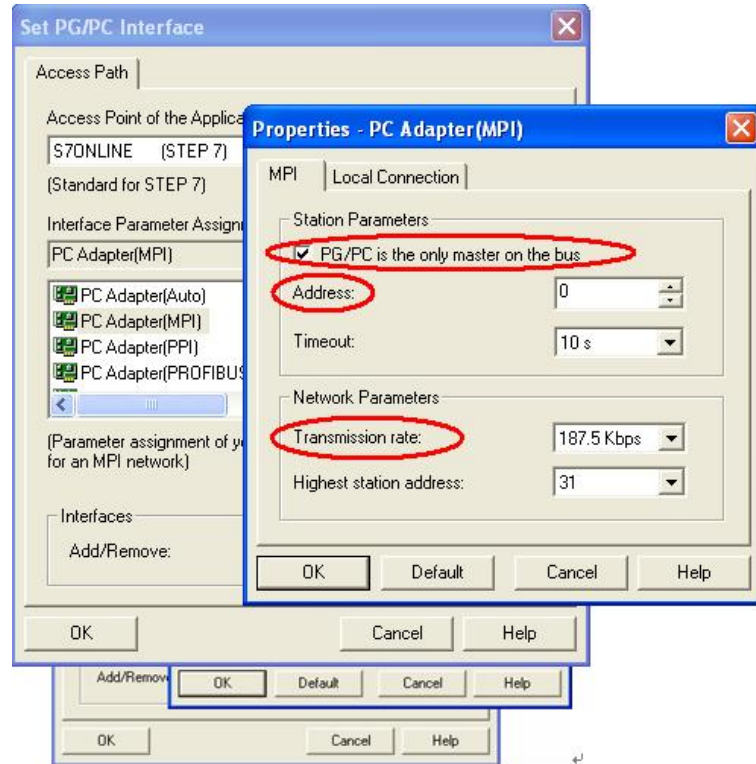 Set PG/PC Interface
Access Path
Access Point of the Applica
S7ONLINE (STEP 7)
(Standard for STEP 7)
Interface Parameter Assignm
PC Adapter(MPI)
PC Adapter(Auto)
PC Adapter(MPI)
PC Adapter(PPI)
PC Adapter(PROFIBUS
(Parameter assignment of y
for an MPI network)
Interfaces
Add/Remove:
OK Cancel Help
Properties - PC Adapter(MPI)
MPI Local Connection
Station Parameters
PG/PC is the only master on the bus
Address: 0
Timeout: 10 s
Network Parameters
Transmission rate: 187.5 Kbps
Highest station address: 31
OK Default Cancel Help
Add/Remov
OK Default Cancel Help
OK Cancel Help